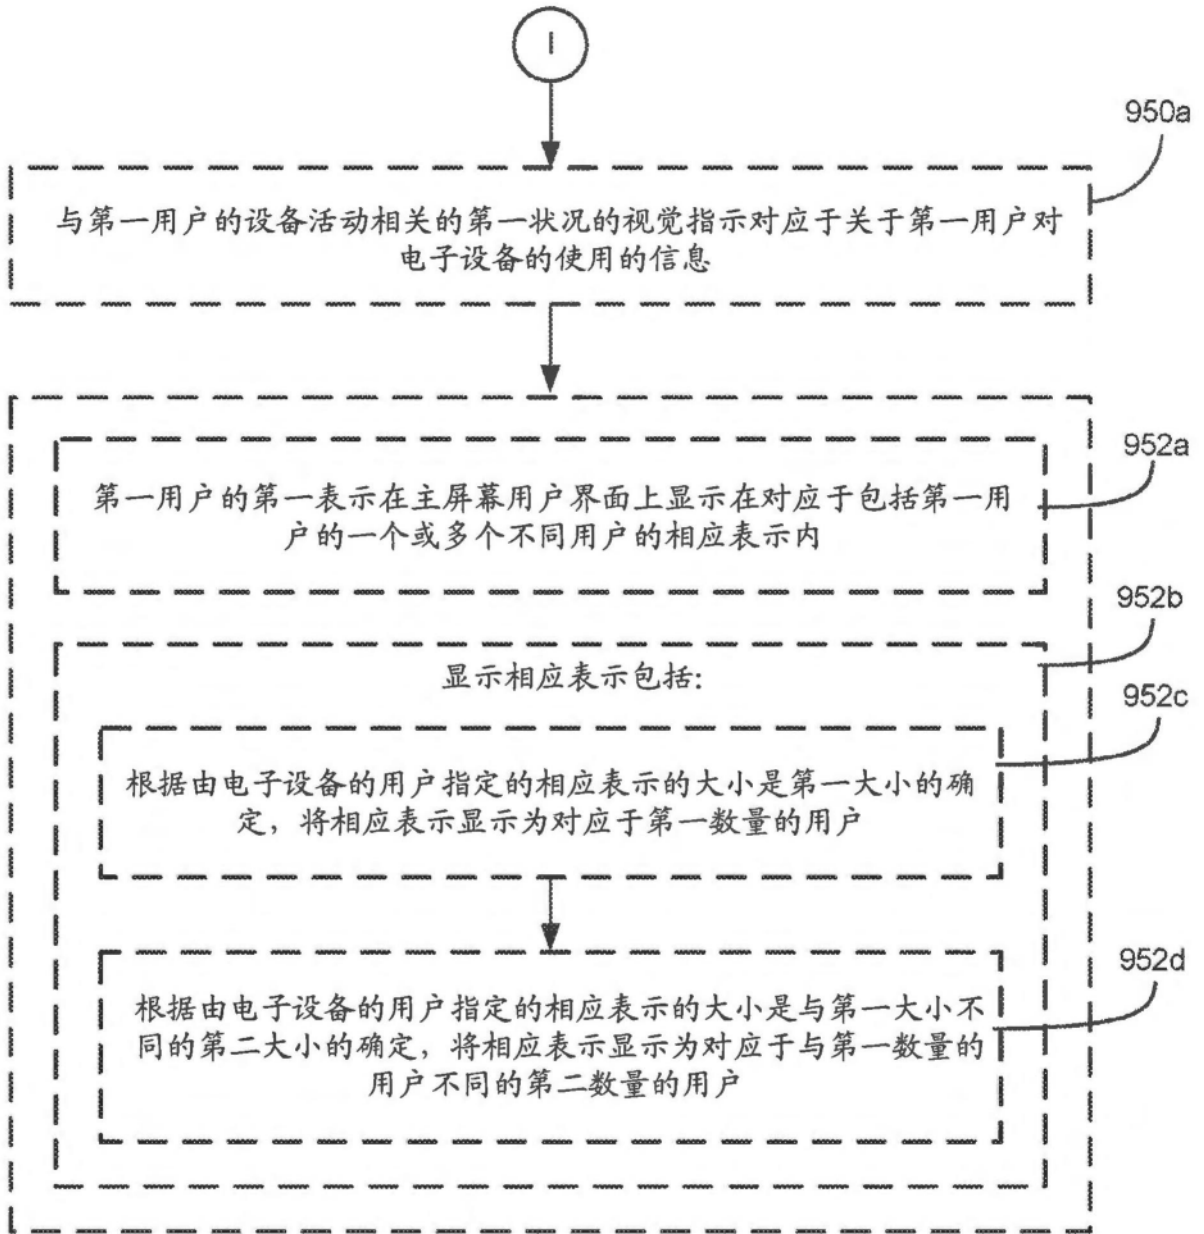 I
950a
与第一用户的设备活动相关的第一状况的视觉指示对应于关于第一用户对
电子设备的使用的信息
952a
第一用户的第一表示在主屏幕用户界面上显示在对应于包括第一用
户的一个或多个不同用户的相应表示内
952b
显示相应表示包括:
952c
根据由电子设备的用户指定的相应表示的大小是第一大小的确
定，将相应表示显示为对应于第一数量的用户
952d
根据由电子设备的用户指定的相应表示的大小是与第一大小不
同的第二大小的确定，将相应表示显示为对应于与第一数量的
用户不同的第二数量的用户